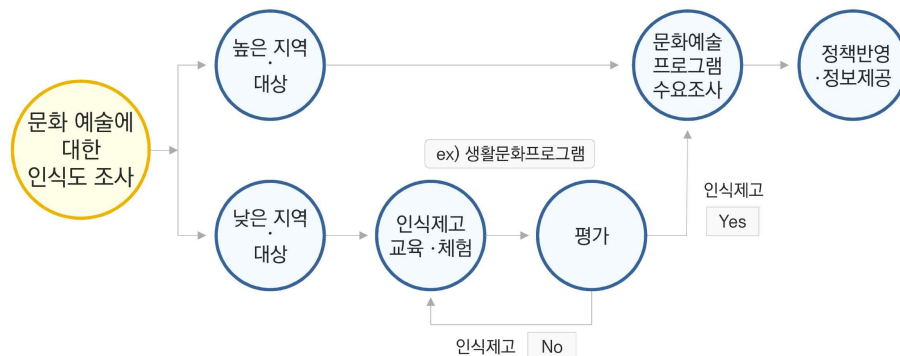 문화 예술에
대한
인식도 조사
높은 지역
·
대상
문화예술
프로그램
수요조사
정책반영
·정보제공
ex) 생활문화프로그램
낮은 지역
·
대상
인식제고
교육 ·체험
평가
인식제고
Yes
인식제고 No